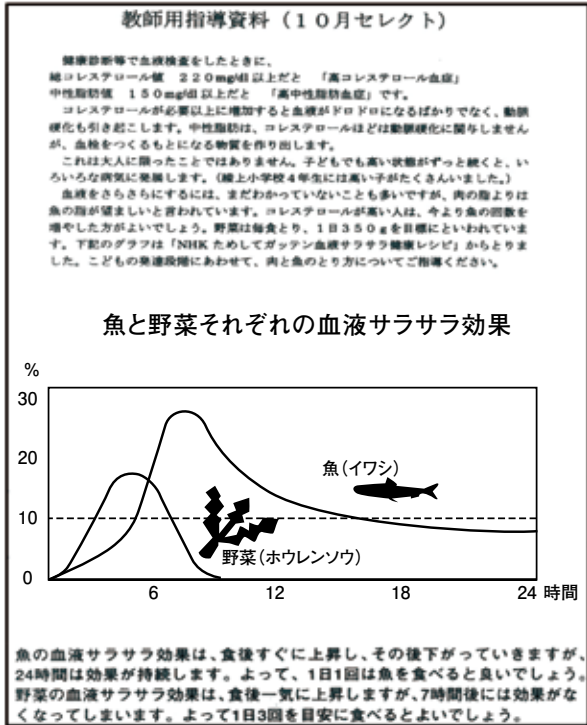 教師用指導資料（１０月セレクト）
健康診断等で血液検査をしたときに、
総コレステロール値　２２０mg/dl以上だと　「高コレステロール血症」
中性脂肪値　１５０mg/dl以上だと　「高中性脂肪血症」です。
コレステロールが必要以上に増加すると血液がドロドロになるばかりでなく、動脈
硬化も引き起こします。中性脂肪は、コレステロールほどは動脈硬化に関与しません
が、血栓をつくるもとになる物質を作り出します。
これは大人に限ったことではありません。子どもでも高い状態がずっと続くと、い
ろいろな病気に発展します。（綾上小学校４年生には高い子がたくさんいました。）
血液をさらさらにするには、まだわかっていないことも多いですが、肉の脂よりは
魚の脂が望ましいと言われています。コレステロールが高い人は、今より魚の回数を
増やした方がよいでしょう。野菜は毎食とり、１日３５０ｇを目標にといわれていま
す。下記のグラフは「NHKためしてガッテン血液サラサラ健康レシピ」からとりま
した。こどもの発達段階にあわせて、肉と魚のとり方についてご指導ください。
魚と野菜それぞれの血液サラサラ効果
%
30
20
魚（イワシ）
10
野菜（ホウレンソウ）
0
6 12 18 24 時間
魚の血液サラサラ効果は、食後すぐに上昇し、その後下がっていきますが、
24時間は効果が持続します。よって、1日1回は魚を食べると良いでしょう。
野菜の血液サラサラ効果は、食後一気に上昇しますが、7時間後には効果がな
くなってしまいます。よって1日3回を目安に食べるとよいでしょう。